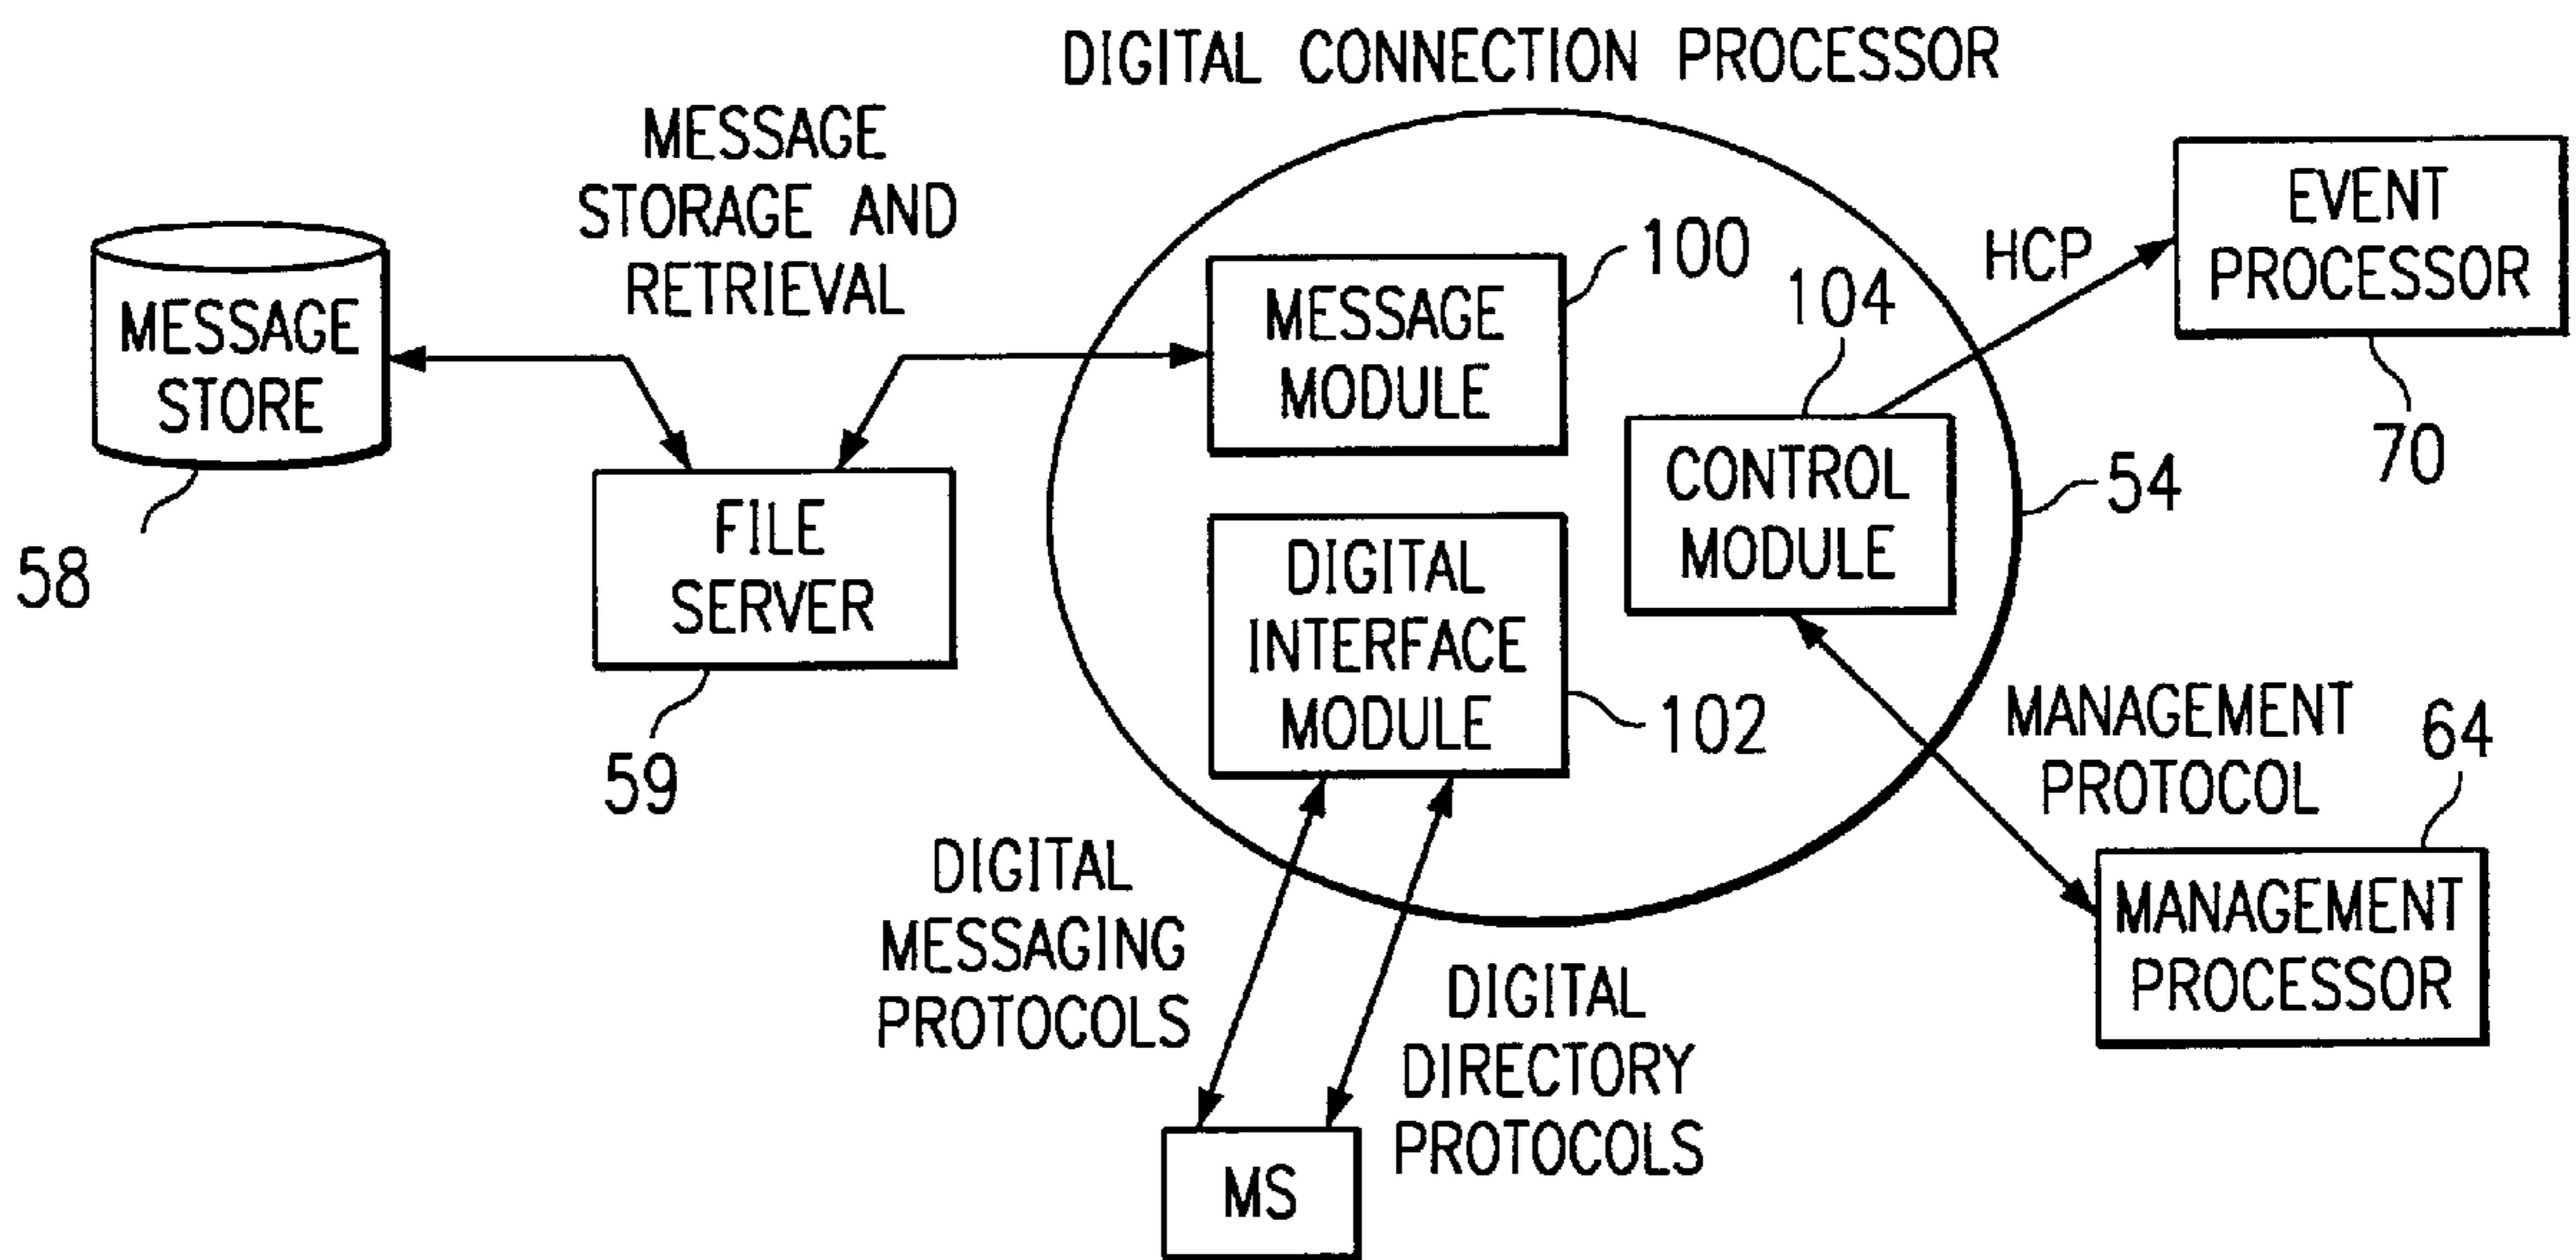 DIGITAL CONNECTION PROCESSOR
MESSAGE
STORAGE AND
RETRIEVAL
MESSAGE
STORE
58
FILE
SERVER
59
MESSAGE
MODULE
100
DIGITAL
INTERFACE
MODULE
102
104
CONTROL
MODULE
54
HCP
EVENT
PROCESSOR
70
MANAGEMENT
PROTOCOL
64
MANAGEMENT
PROCESSOR
DIGITAL
MESSAGING
PROTOCOLS
DIGITAL
DIRECTORY
PROTOCOLS
MS